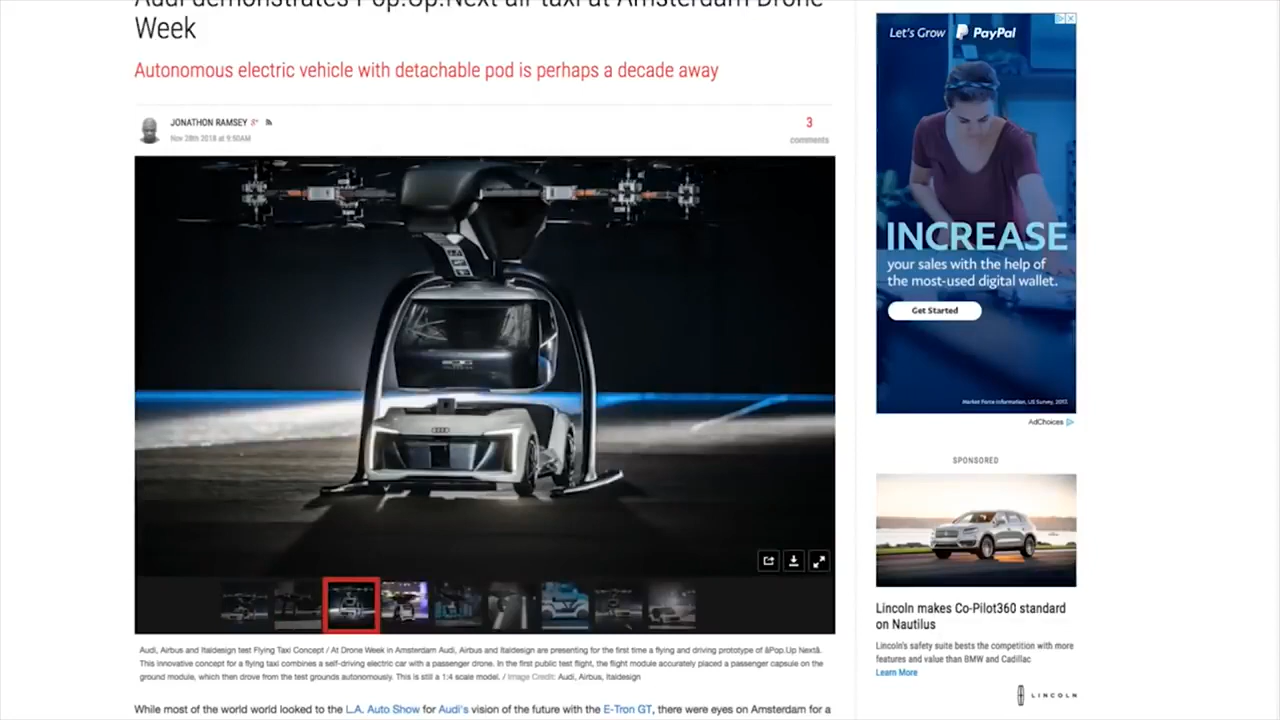 Audi demonstrates Pop.Up.Next air taxi at Amsterdam Drone
Week
Autonomous electric vehicle with detachable pod is perhaps a decade away
JONATHON RAMSEY
Nov 28th 2018 at 9:50AM
3
comments
Audi, Airbus and Italdesign test Flying Taxi Concept / At Drone Week in Amsterdam Audi, Airbus and Italdesign are presenting for the first time a flying and driving prototype of âPop.Up Nextâ.
This innovative concept for a flying taxi combines a self-driving electric car with a passenger drone. In the first public test flight, the flight module accurately placed a passenger capsule on the
ground module, which then drove from the test grounds autonomously. This is still a 1:4 scale model. / Image Credit: Audi, Airbus, Italdesign
While most of the world world looked to the L.A. Auto Show for Audi's vision of the future with the E-Tron GT, there were eyes on Amsterdam for a
Let's Grow PayPal
INCREASE
your sales with the help of
the most-used digital wallet.
Get Started
Market Force Information, US Survey, 2017.
AdChoices
SPONSORED
Lincoln makes Co-Pilot360 standard
on Nautilus
Lincoln's safety suite bests the competition with more
features and value than BMW and Cadillac
Learn More
LINCOLN